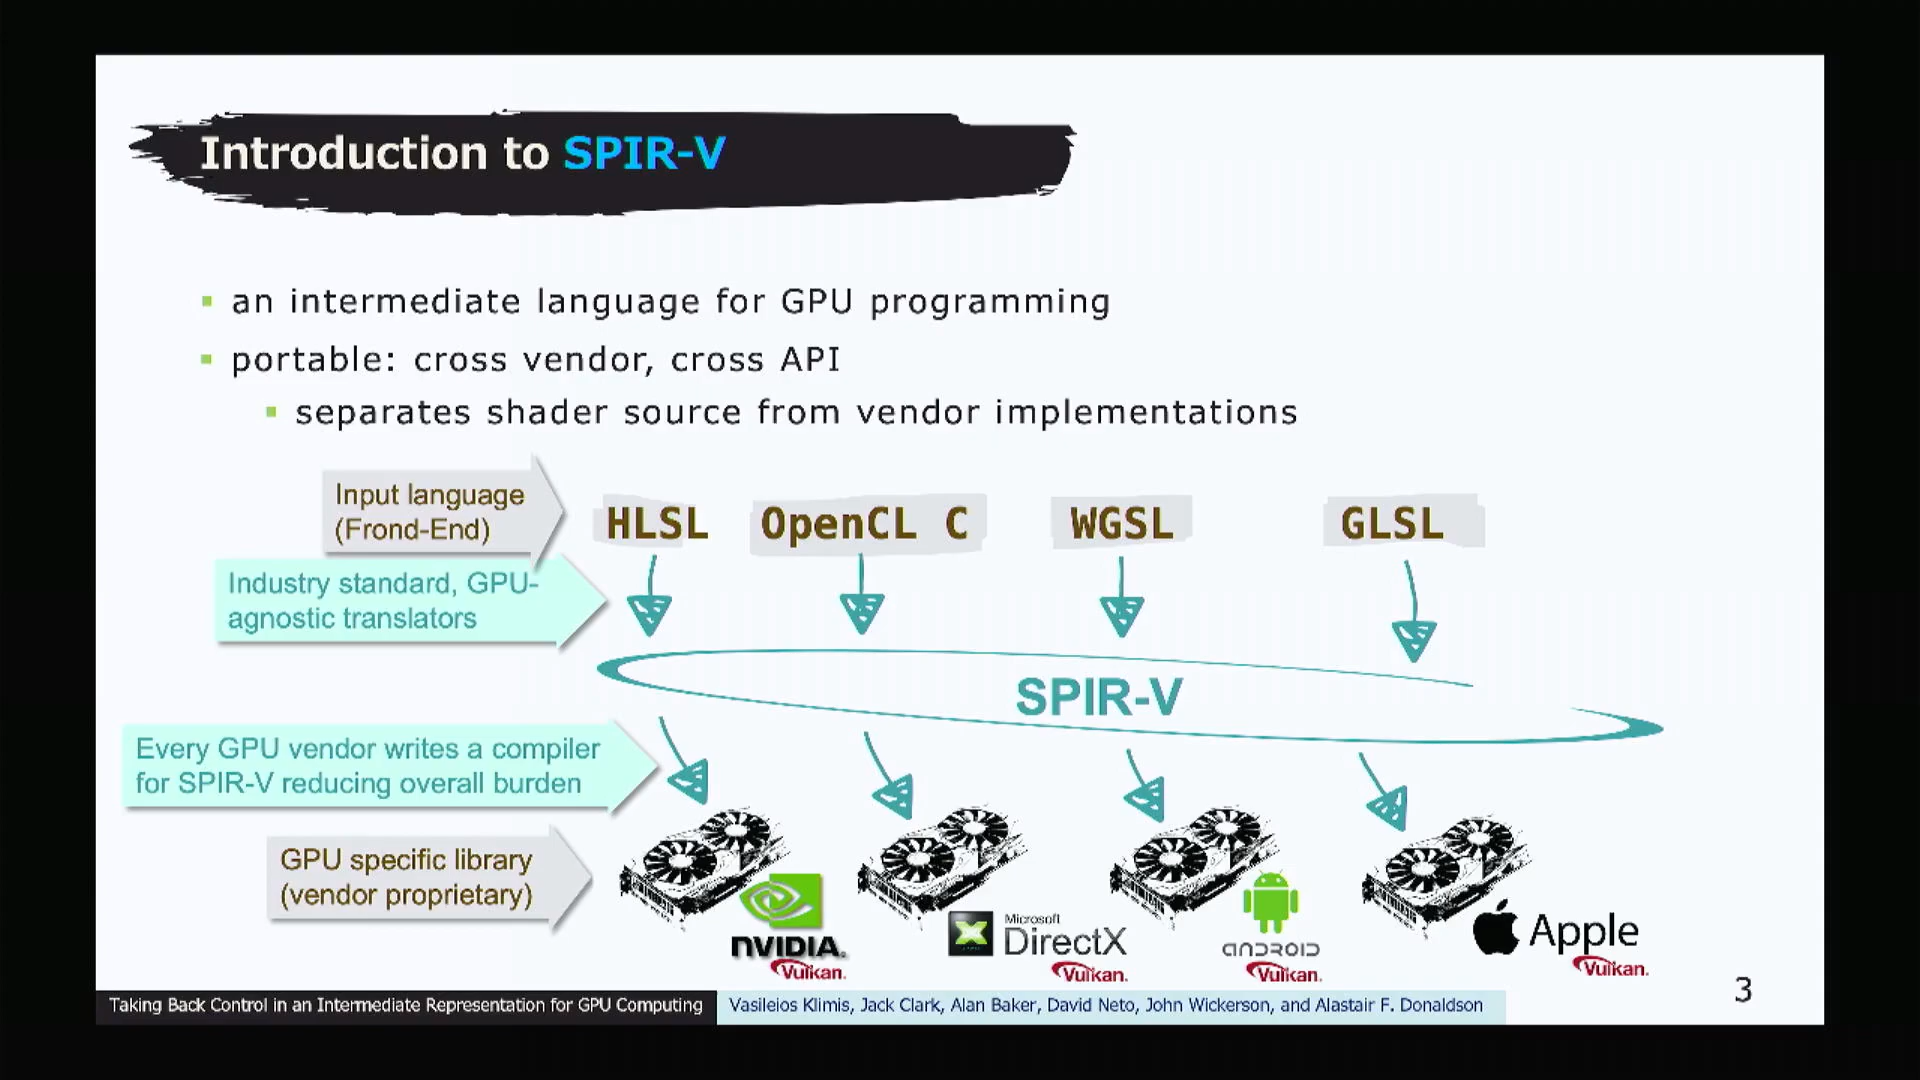 Introduction to SPIR-V
an intermediate language for GPU programming
portable: cross vendor, cross API
separates shader source from vendor implementations
Input language
(Frond-End)
HLSL
OpenCL C
WGSL
GLSL
Industry standard, GPU-
agnostic translators
SPIR-V
Every GPU vendor writes a compiler
for SPIR-V reducing overall burden
GPU specific library
(vendor proprietary)
NVIDIA.
Vulkan.
Microsoft
DirectX
Vulkan.
ANDROID
Vulkan.
Apple
Vulkan.
3
Taking Back Control in an Intermediate Representation for GPU Computing
Vasileios Klimis, Jack Clark, Alan Baker, David Neto, John Wickerson, and Alastair F. Donaldson